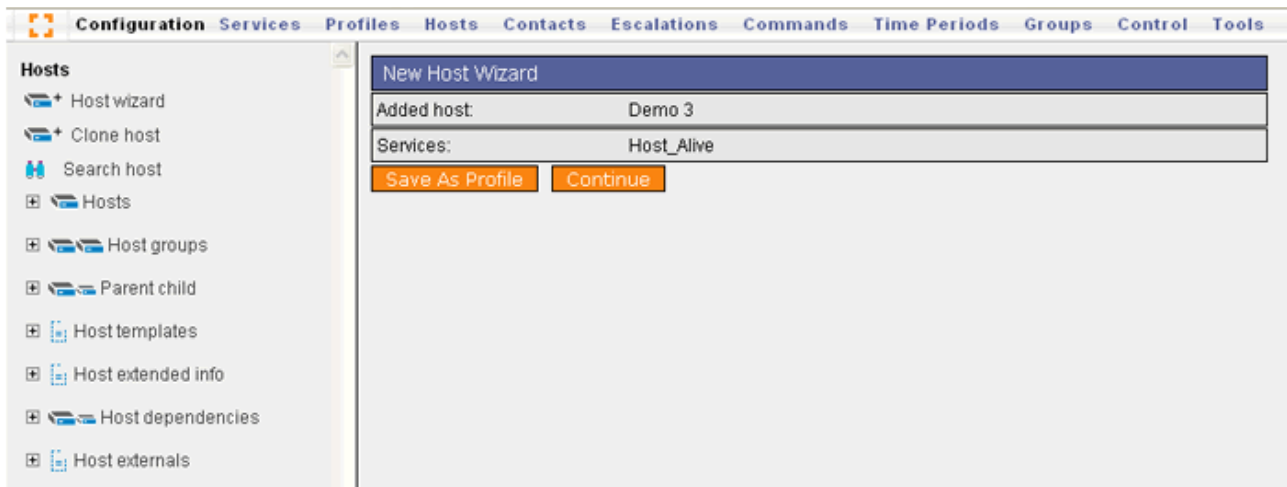 Configuration Services Profiles Hosts Contacts Escalations Commands Time Periods Groups Control Tools
Hosts
Host wizard
Clone host
Search host
Hosts
Host groups
Parent child
Host templates
Host extended info
Host dependencies
Host externals
New Host Wizard
Added host: Demo 3
Services: Host_Alive
Save As Profile Continue